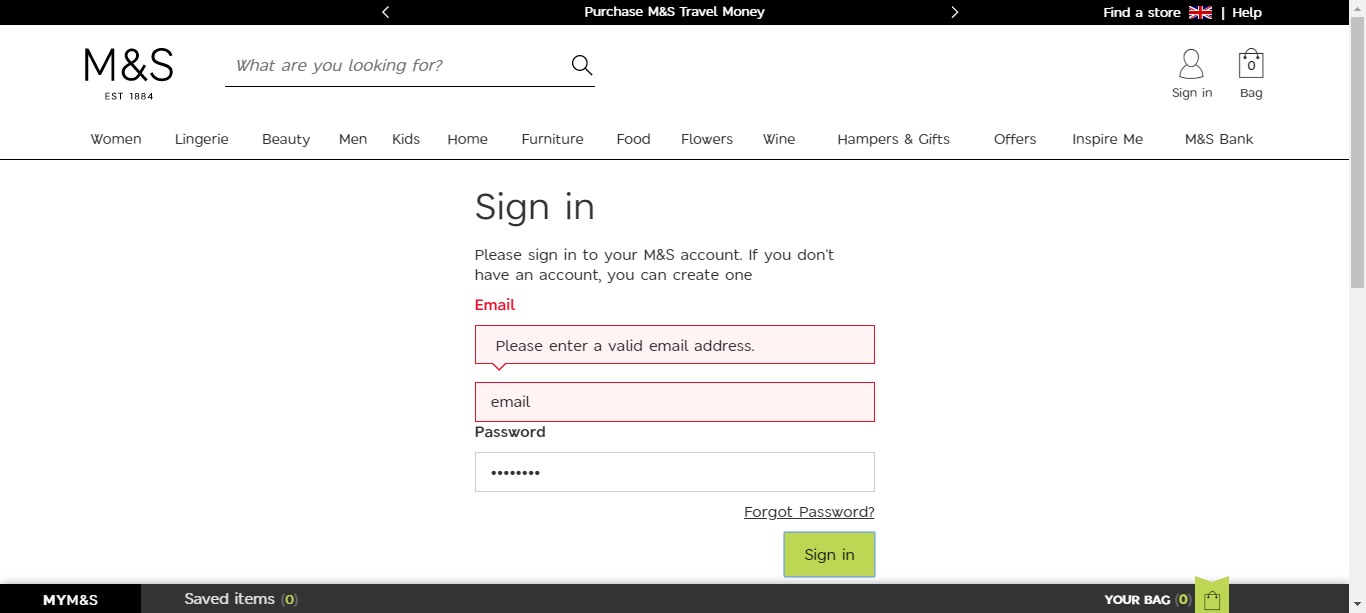 Purchase M&S Travel Money
Find a store | Help
M&S
EST 1884
What are you looking for?
Sign in
0
Bag
Women Lingerie Beauty Men Kids Home Furniture Food Flowers Wine Hampers & Gifts Offers Inspire Me M&S Bank
Sign in
Please sign in to your M&S account. If you don't
have an account, you can create one
Email
Please enter a valid email address.
email
Password
••••••••
Forgot Password?
Sign in
MYM&S
Saved items (0)
YOUR BAG (0)